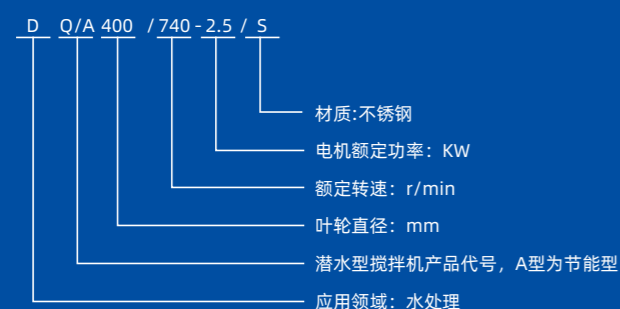 D Q/A 400 / 740 - 2.5 / S
材质:不锈钢
电机额定功率：KW
额定转速：r/min
叶轮直径：mm
潜水型搅拌机产品代号，A型为节能型
应用领域：水处理